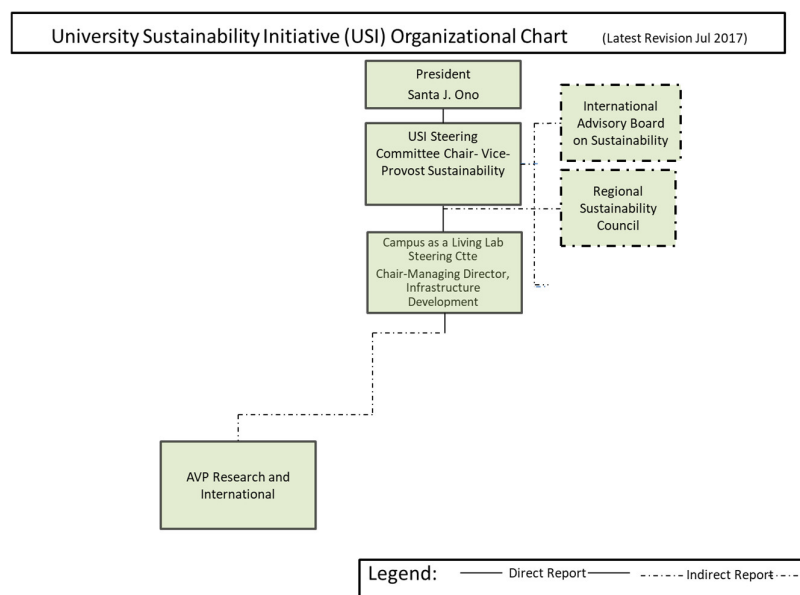 University Sustainability Initiative (USI) Organizational Chart (Latest Revision Jul 2017)
President
Santa J. Ono
USI Steering
Committee Chair- Vice-
Provost Sustainability
International
Advisory Board
on Sustainability
Regional
Sustainability
Council
Campus as a Living Lab
Steering Ctte
Chair-Managing Director,
Infrastructure
Development
AVP Research and
International
Legend: Direct Report Indirect Report